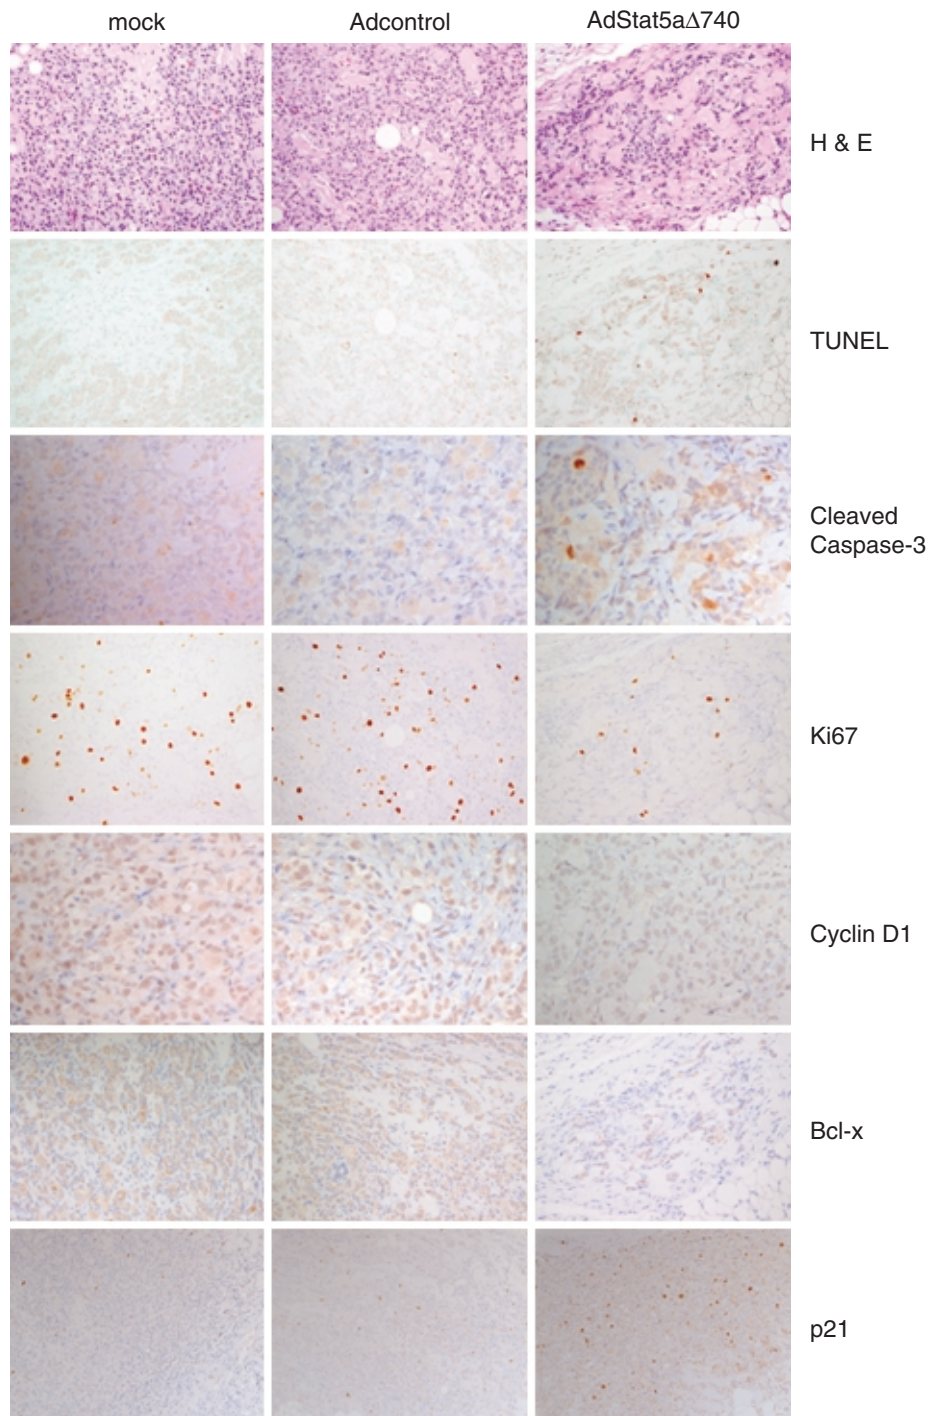 mock
Adcontrol
AdStat5aΔ740
H & E
TUNEL
Cleaved
Caspase-3
Ki67
Cyclin D1
Bcl-x
p21